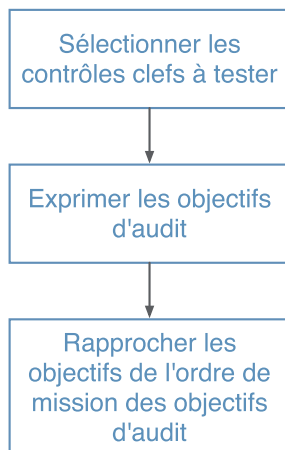 Sélectionner les
contrôles clefs à tester
Exprimer les objectifs
d'audit
Rapprocher les
objectifs de l'ordre de
mission des objectifs
d'audit